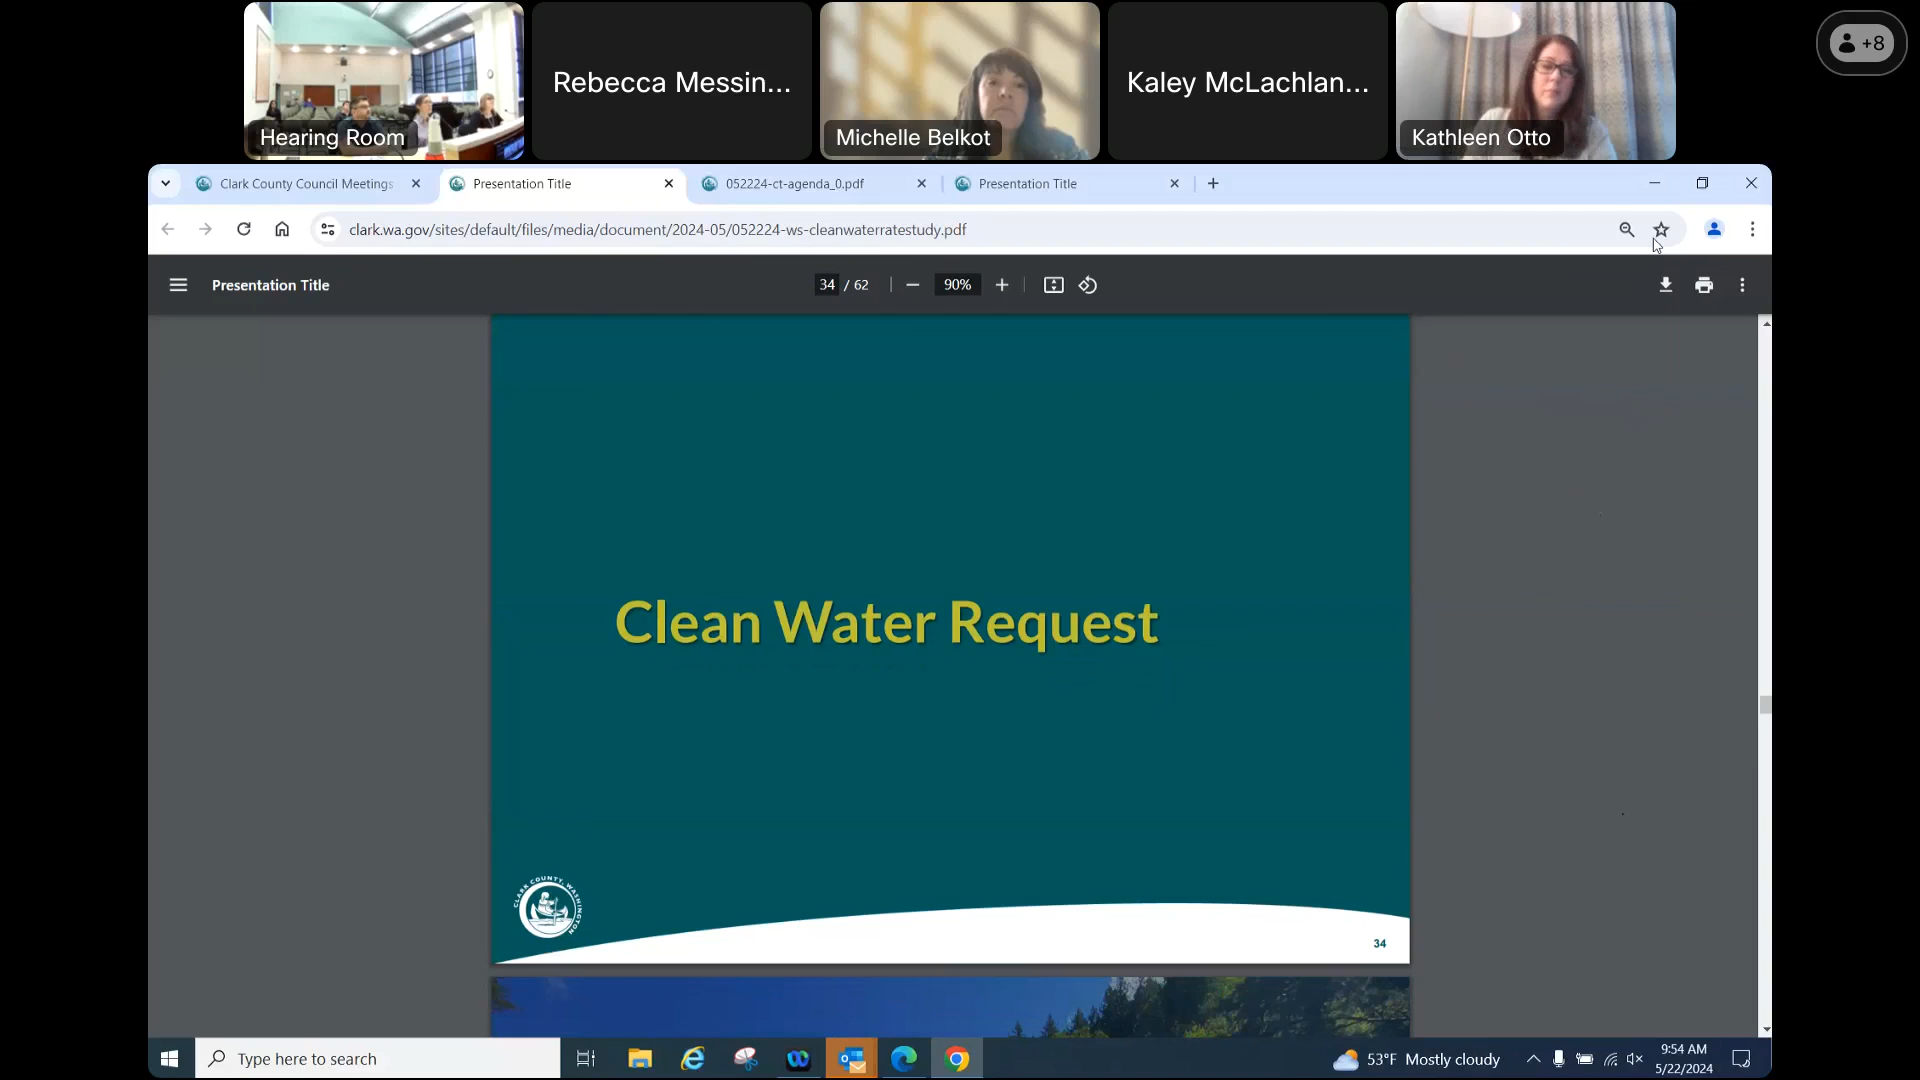 Hearing Room
Rebecca Messin...
Michelle Belkot
Kaley McLachlan...
Kathleen Otto
+8
Clark County Council Meetings
Presentation Title
052224-ct-agenda_0.pdf
Presentation Title
clark.wa.gov/sites/default/files/media/document/2024-05/052224-ws-cleanwaterratestudy.pdf
Presentation Title
34 / 62
90%
Clean Water Request
CLARK COUNTY, WASHINGTON
34
Type here to search
53°F Mostly cloudy
9:54 AM
5/22/2024